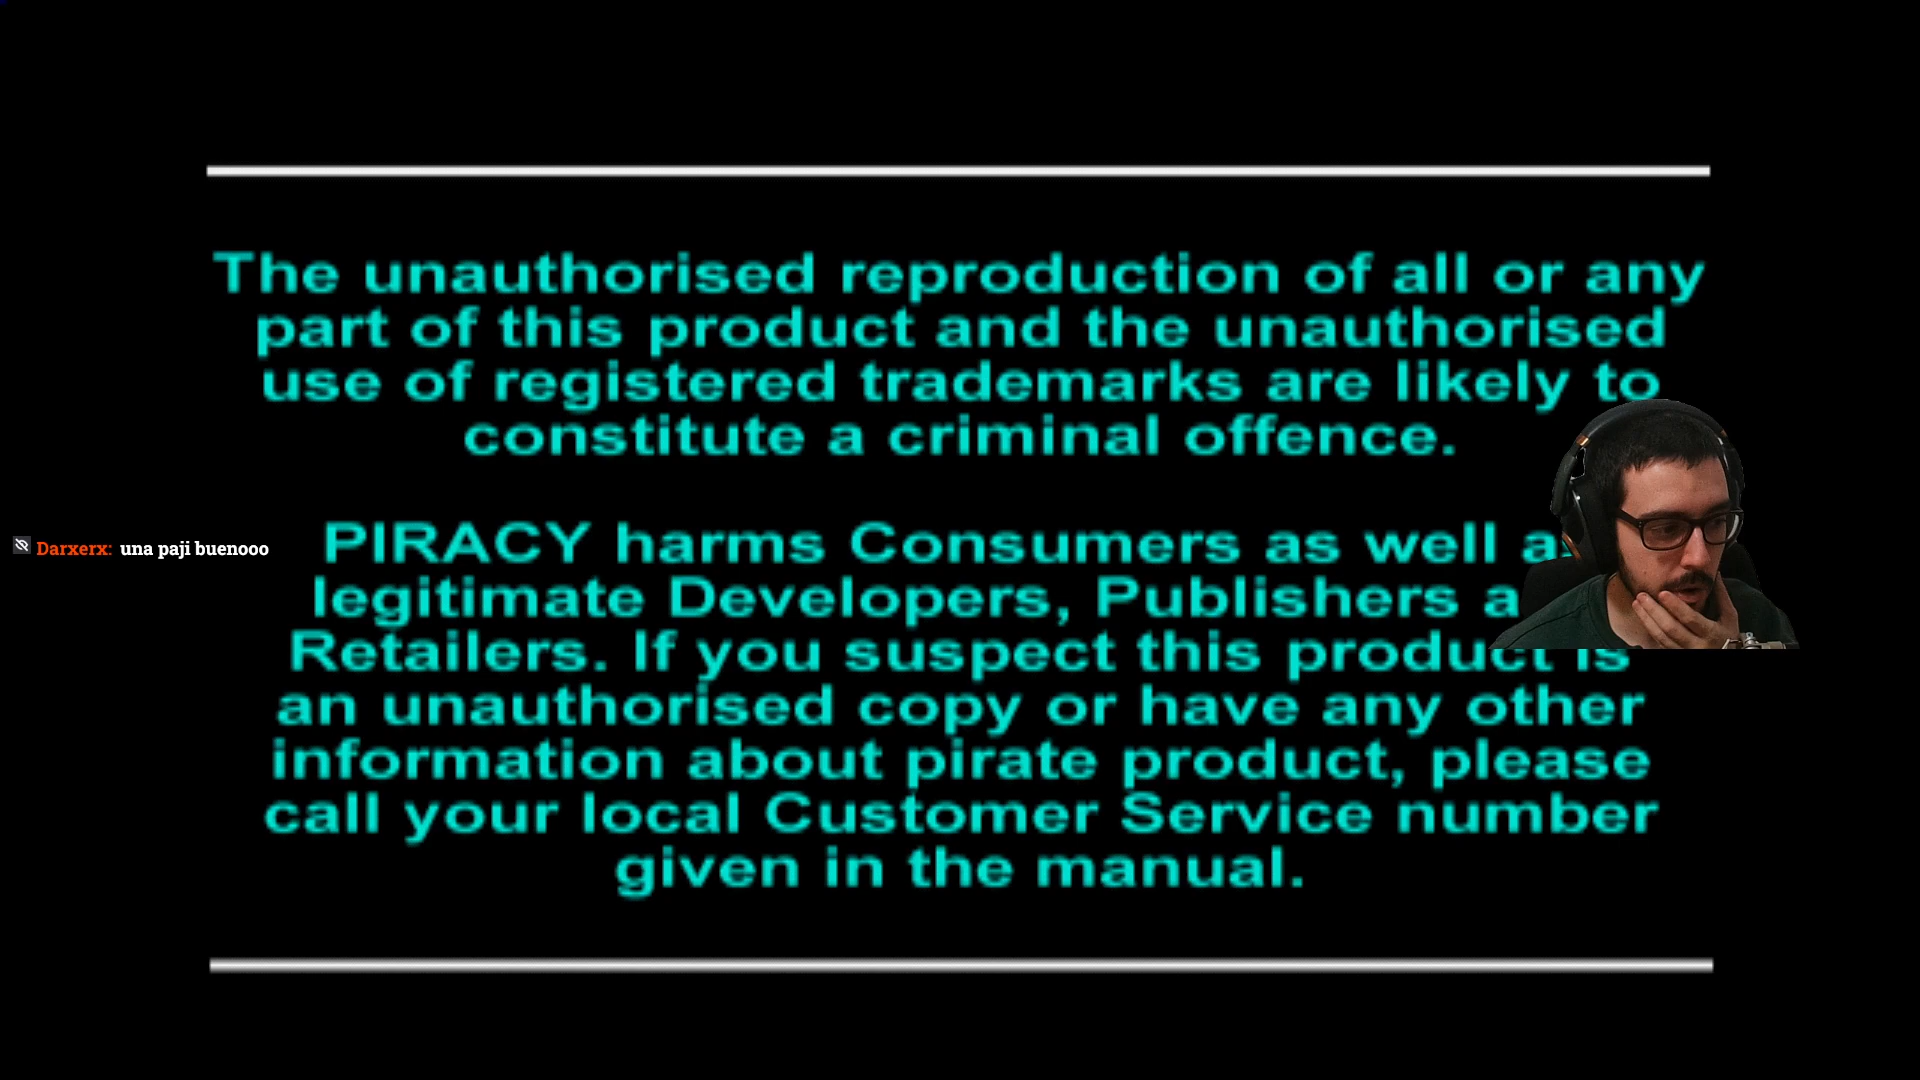 The unauthorised reproduction of all or any
part of this product and the unauthorised
use of registered trademarks are likely to
constitute a criminal offence.
PIRACY harms Consumers as well
legitimate Developers, Publishers
Retailers. If you suspect this product is
an unauthorised copy or have any other
information about pirate product, please
call your local Customer Service number
given in the manual.
Darxerx: una paji buenooo